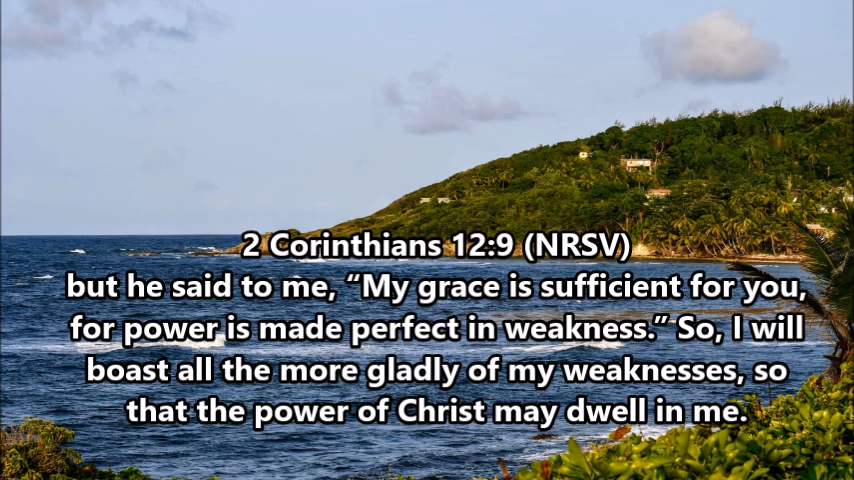 2 Corinthians 12:9 (NRSV)
but he said to me, “My grace is sufficient for you,
for power is made perfect in weakness.” So, I will
boast all the more gladly of my weaknesses, so
that the power of Christ may dwell in me.